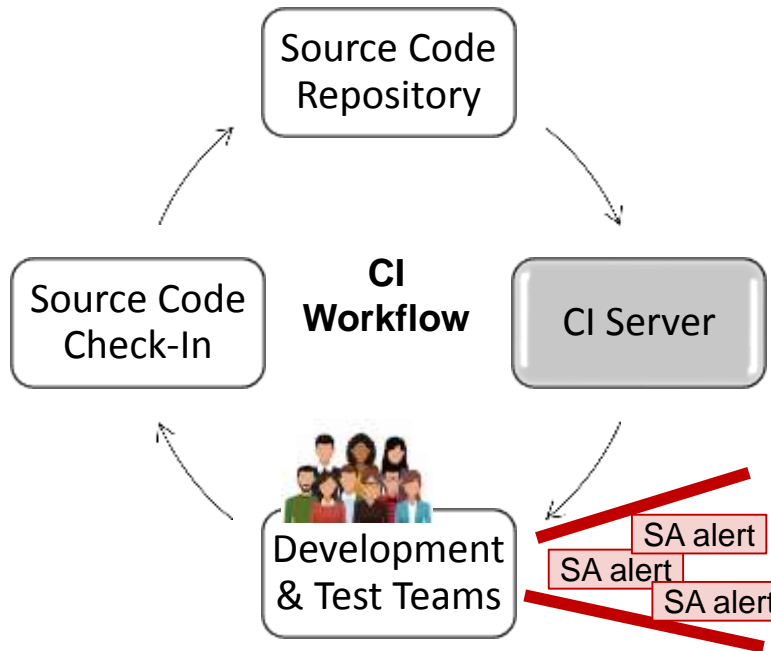 Source Code
Repository
CI
Workflow
Source Code
Check-In
CI Server
Development
& Test Teams
SA alert
SA alert
SA alert